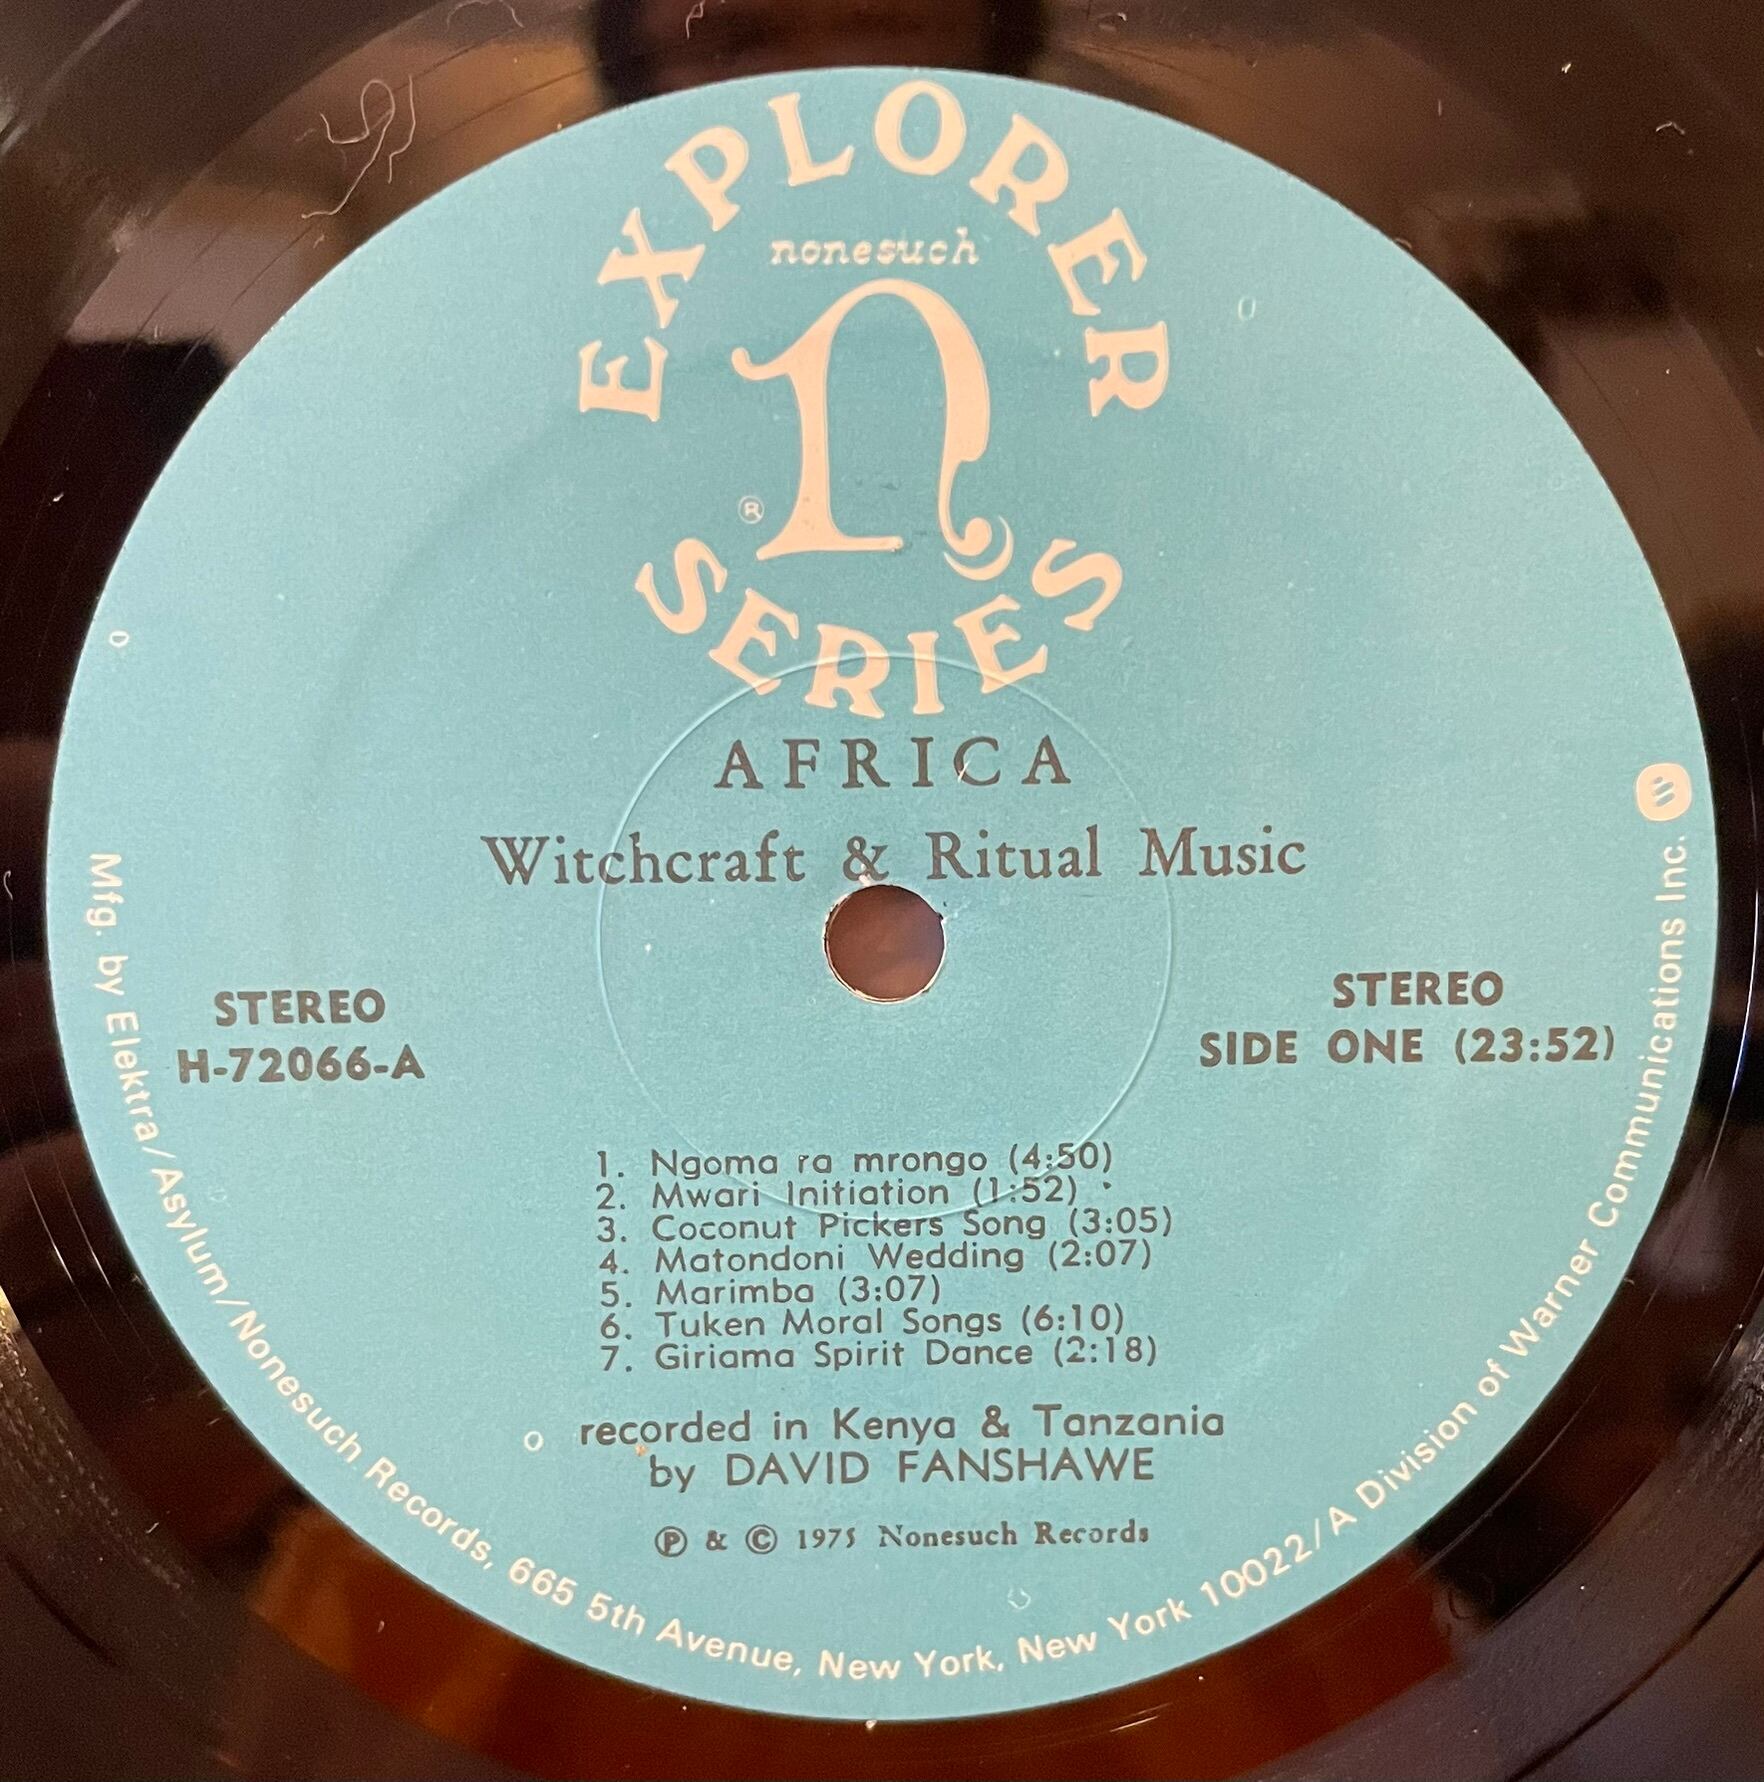 EXPLORER
nonesuch
n
®
SERIES
AFRICA
Witchcraft & Ritual Music
STEREO
H-72066-A
STEREO
SIDE ONE (23:52)
1. Ngoma ra mrongo (4:50)
2. Mwari Initiation (1:52)
3. Coconut Pickers Song (3:05)
4. Matondoni Wedding (2:07)
5. Marimba (3:07)
6. Tuken Moral Songs (6:10)
7. Giriama Spirit Dance (2:18)
recorded in Kenya & Tanzania
by DAVID FANSHAWE
℗ & © 1975 Nonesuch Records
Mfg. by Elektra/Asylum/Nonesuch Records, 665 5th Avenue, New York, New York 10022/A Division of Warner Communications Inc.